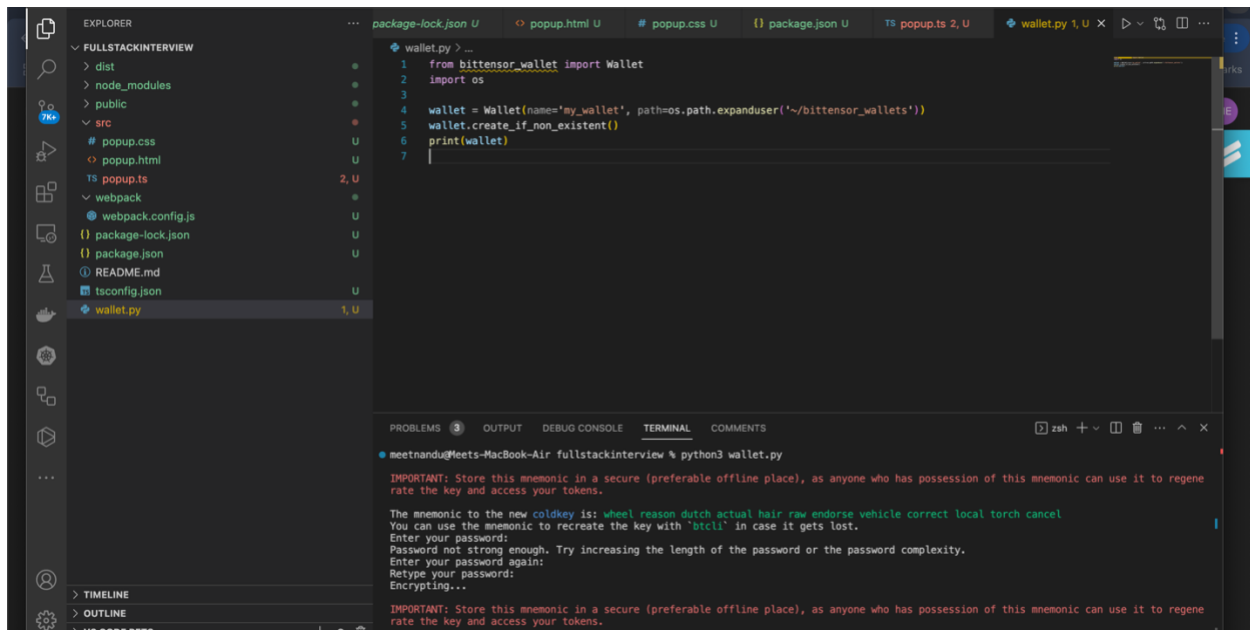 EXPLORER
FULLSTACKINTERVIEW
dist
node_modules
public
src
popup.css U
popup.html U
TS popup.ts 2, U
webpack
webpack.config.js U
{} package-lock.json U
{} package.json U
README.md
tsconfig.json U
wallet.py 1, U
TIMELINE
OUTLINE
7K+
package-lock.json U
popup.html U
# popup.css U
{} package.json U
TS popup.ts 2, U
wallet.py 1, U
wallet.py > ...
1 from bittensor_wallet import Wallet
2 import os
3
4 wallet = Wallet(name='my_wallet', path=os.path.expanduser('~/bittensor_wallets'))
5 wallet.create_if_non_existent()
6 print(wallet)
7
PROBLEMS 3 OUTPUT DEBUG CONSOLE TERMINAL COMMENTS
zsh
meetnandu@Meets-MacBook-Air fullstackinterview % python3 wallet.py
IMPORTANT: Store this mnemonic in a secure (preferable offline place), as anyone who has possession of this mnemonic can use it to regene
rate the key and access your tokens.
The mnemonic to the new coldkey is: wheel reason dutch actual hair raw endorse vehicle correct local torch cancel
You can use the mnemonic to recreate the key with `btcli` in case it gets lost.
Enter your password:
Password not strong enough. Try increasing the length of the password or the password complexity.
Enter your password again:
Retype your password:
Encrypting...
IMPORTANT: Store this mnemonic in a secure (preferable offline place), as anyone who has possession of this mnemonic can use it to regene
rate the key and access your tokens.